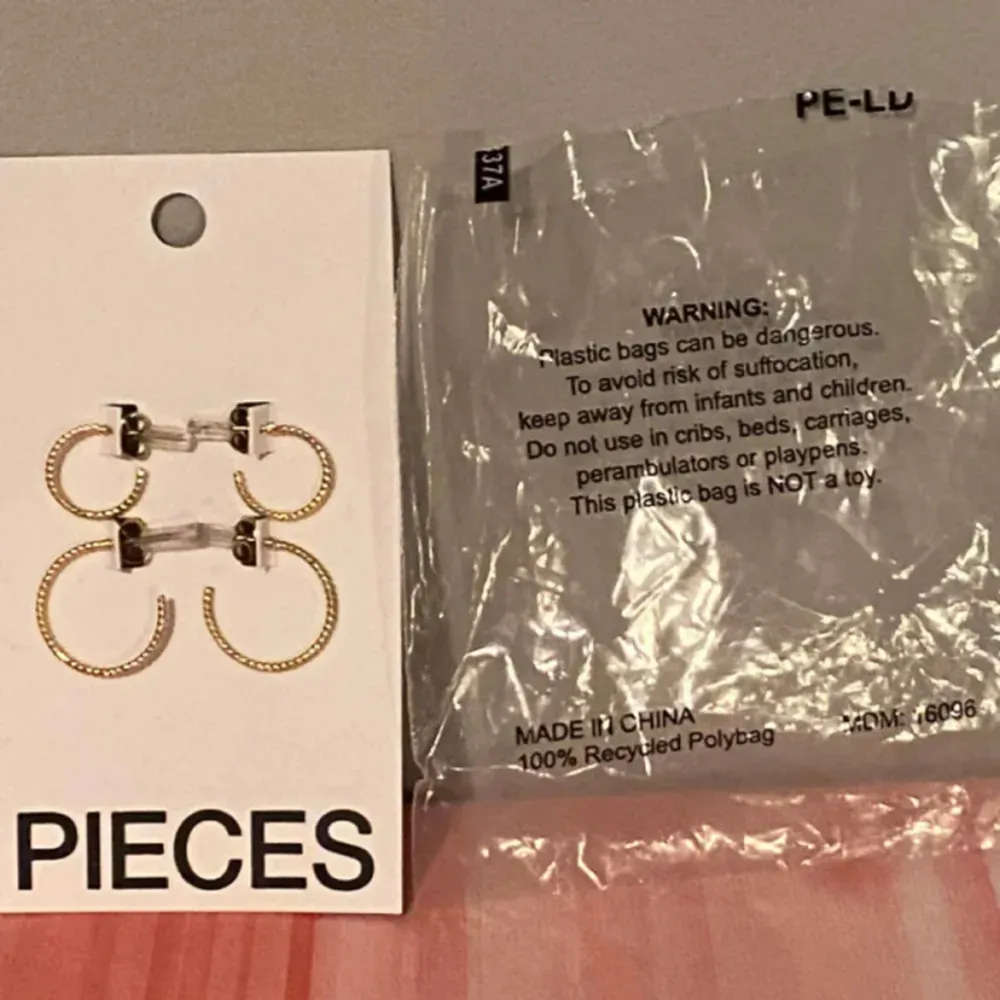 PIECES
PE-LD
37A
WARNING:
Plastic bags can be dangerous.
To avoid risk of suffocation,
keep away from infants and children.
Do not use in cribs, beds, carriages,
perambulators or playpens.
This plastic bag is NOT a toy.
MADE IN CHINA
100% Recycled Polybag
MDM: 16096